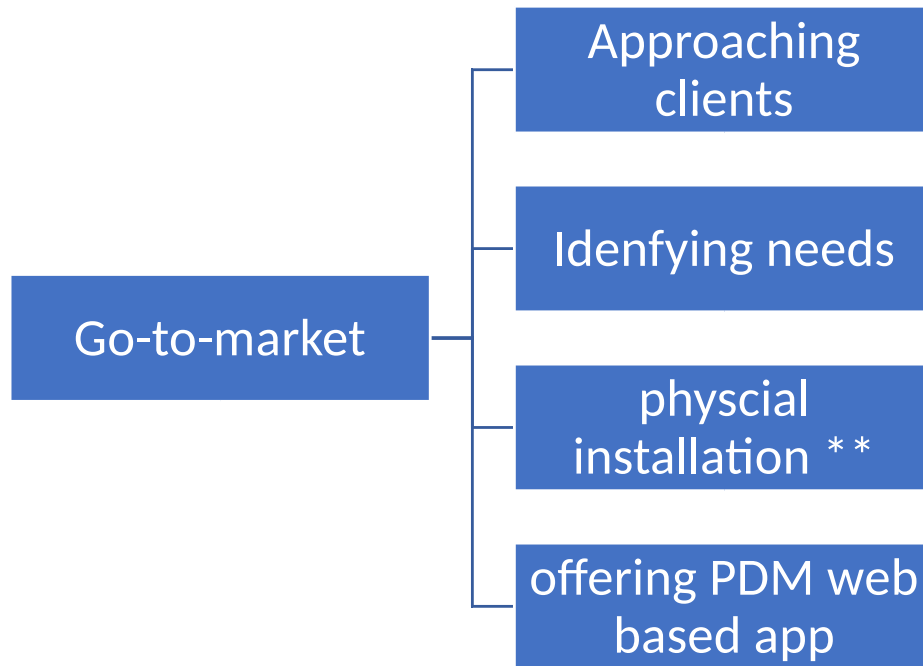 Approaching
clients
Idenfying needs
Go-to-market
physcial
installation **
offering PDM web
based app